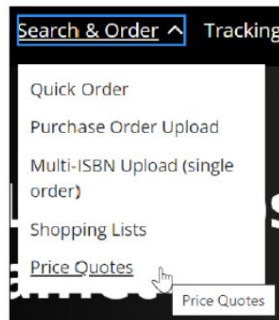 Search & Order
Tracking
Quick Order
Purchase Order Upload
Multi-ISBN Upload (single
order)
Shopping Lists
Price Quotes
Price Quotes